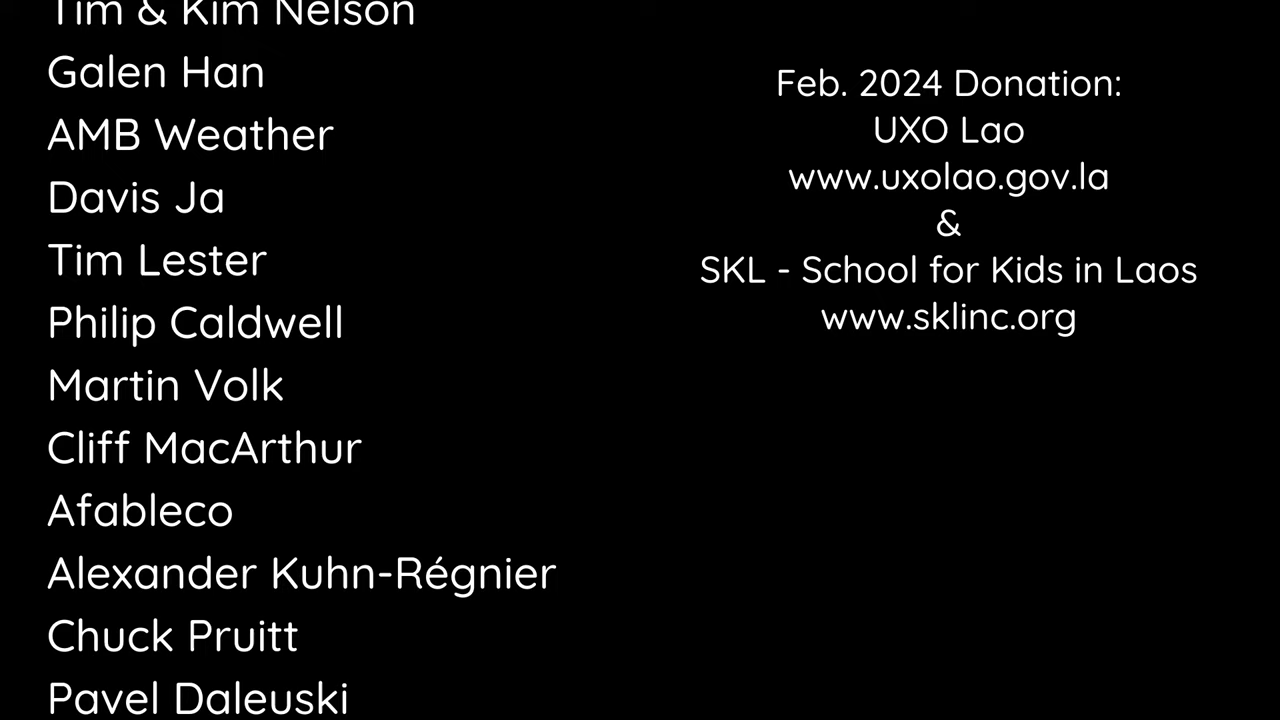 Tim & Kim Nelson
Galen Han
AMB Weather
Davis Ja
Tim Lester
Philip Caldwell
Martin Volk
Cliff MacArthur
Afableco
Alexander Kuhn-Régnier
Chuck Pruitt
Pavel Daleuski
Feb. 2024 Donation:
UXO Lao
www.uxolao.gov.la
&
SKL - School for Kids in Laos
www.sklinc.org